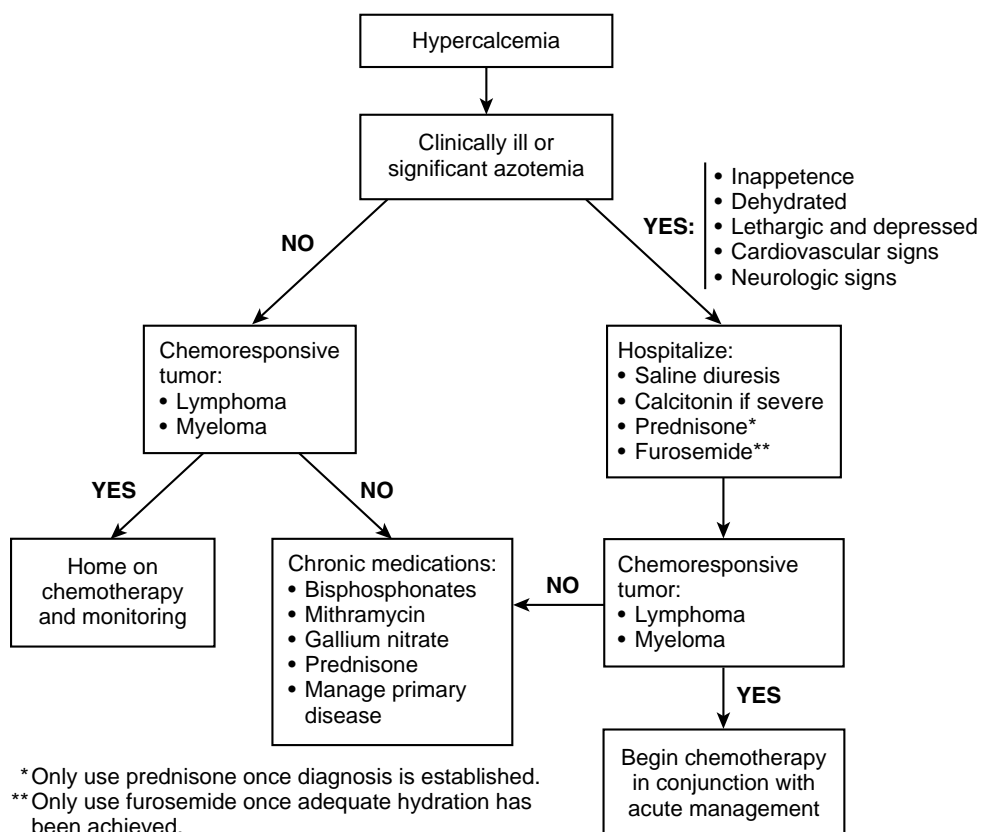 Hypercalcemia
Clinically ill or
significant azotemia
NO
YES:
• Inappetence
• Dehydrated
• Lethargic and depressed
• Cardiovascular signs
• Neurologic signs
Chemoresponsive
tumor:
• Lymphoma
• Myeloma
Hospitalize:
• Saline diuresis
• Calcitonin if severe
• Prednisone*
• Furosemide**
YES
NO
Home on
chemotherapy
and monitoring
Chronic medications:
• Bisphosphonates
• Mithramycin
• Gallium nitrate
• Prednisone
• Manage primary
disease
NO
Chemoresponsive
tumor:
• Lymphoma
• Myeloma
YES
Begin chemotherapy
in conjunction with
acute management
*Only use prednisone once diagnosis is established.
**Only use furosemide once adequate hydration has
been achieved.